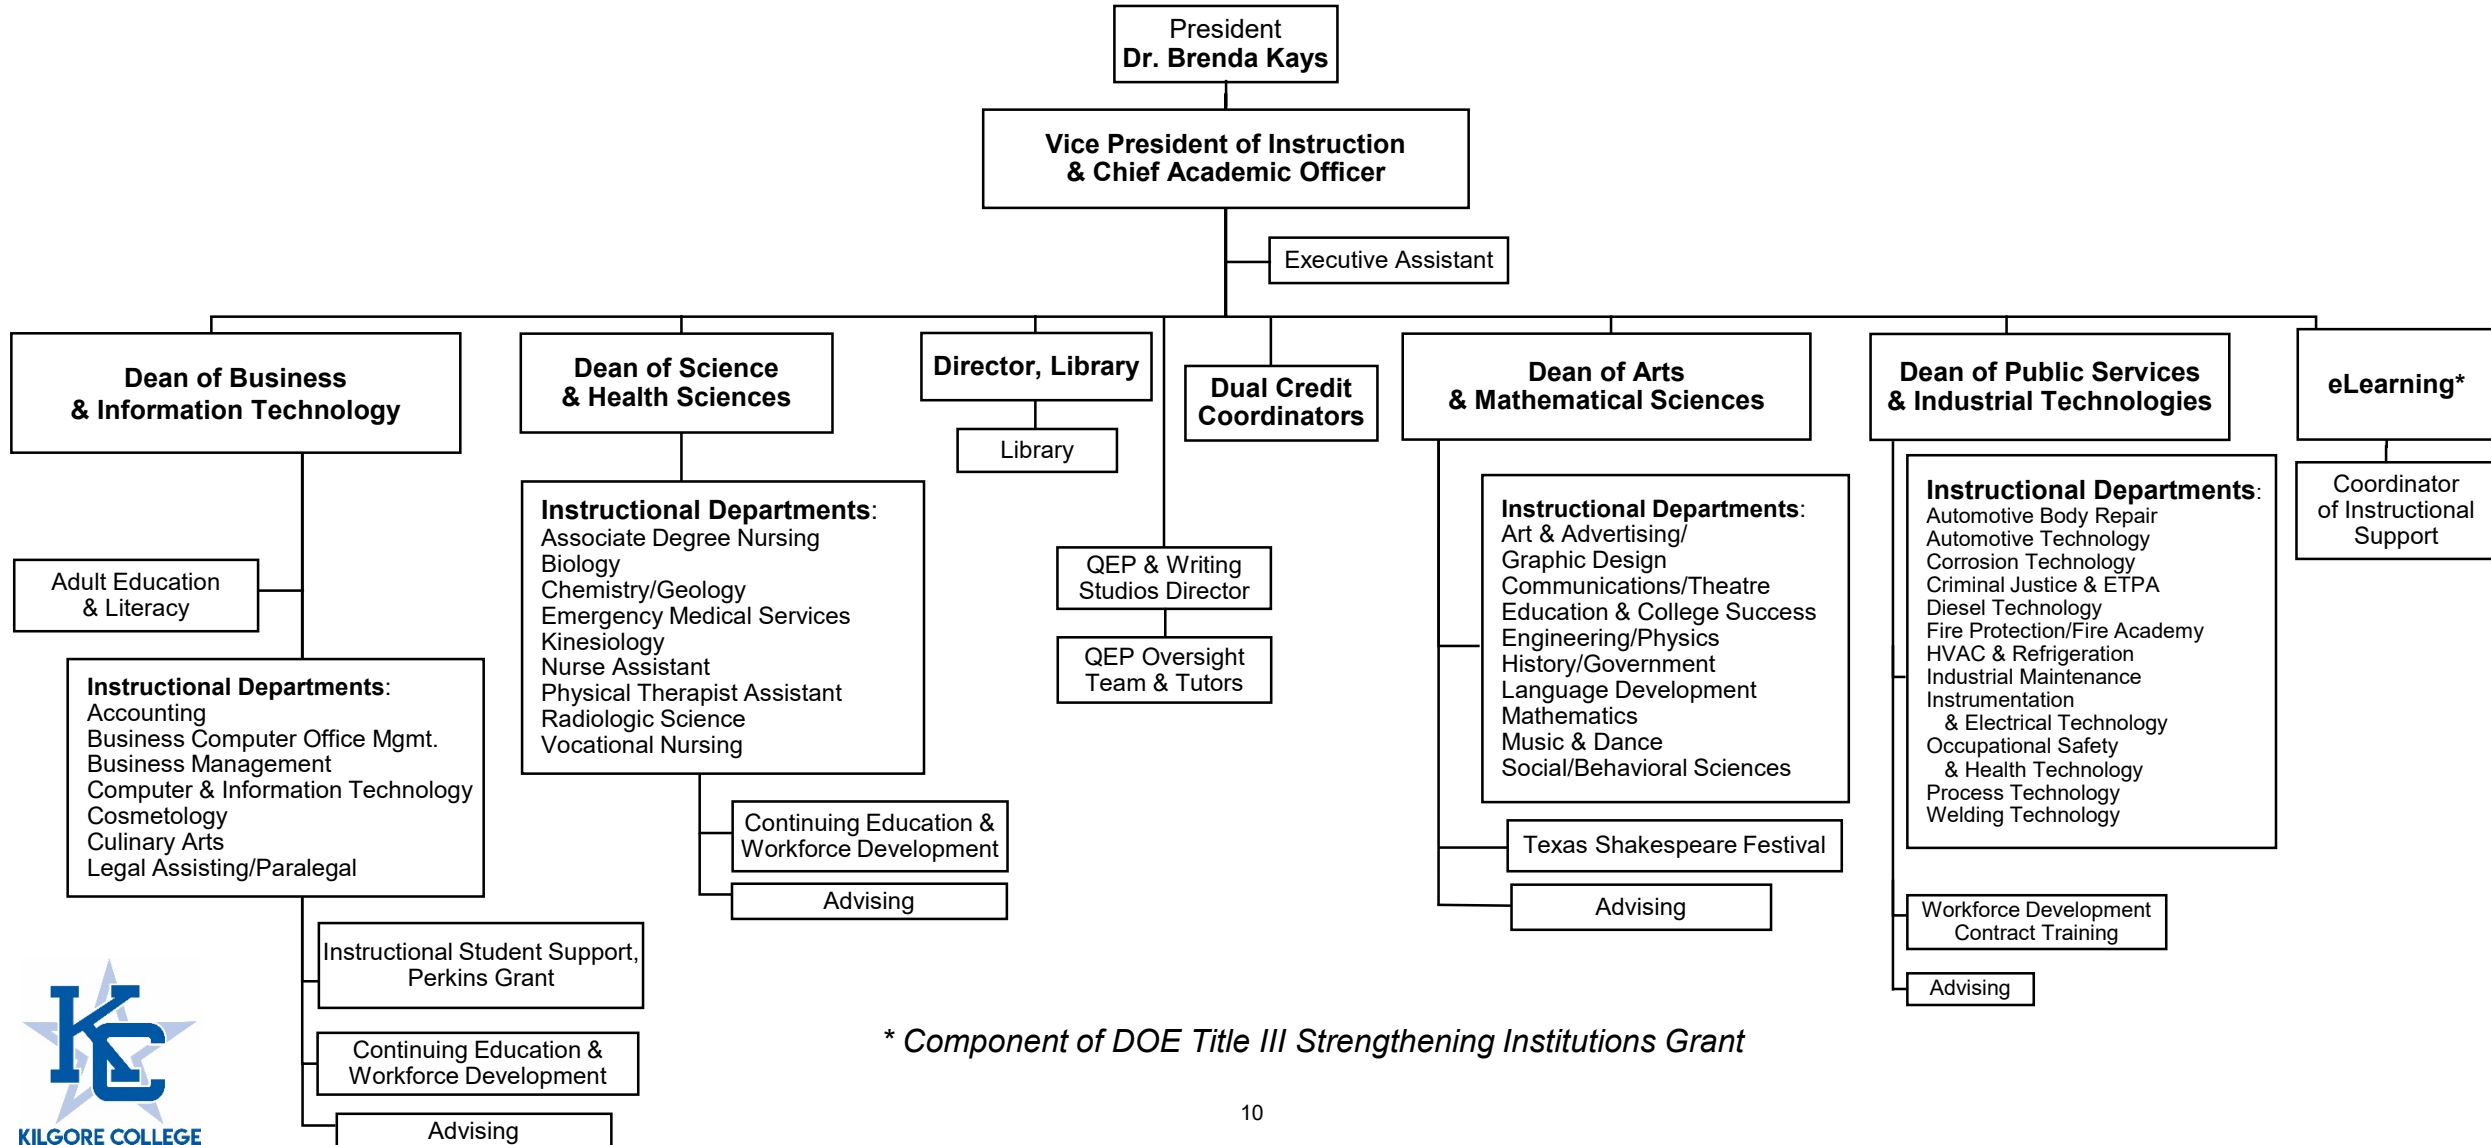 President
Dr. Brenda Kays
Vice President of Instruction
& Chief Academic Officer
Executive Assistant
Dean of Business
& Information Technology
Adult Education
& Literacy
Instructional Departments:
Accounting
Business Computer Office Mgmt.
Business Management
Computer & Information Technology
Cosmetology
Culinary Arts
Legal Assisting/Paralegal
Instructional Student Support,
Perkins Grant
Continuing Education &
Workforce Development
Advising
Dean of Science
& Health Sciences
Instructional Departments:
Associate Degree Nursing
Biology
Chemistry/Geology
Emergency Medical Services
Kinesiology
Nurse Assistant
Physical Therapist Assistant
Radiologic Science
Vocational Nursing
Continuing Education &
Workforce Development
Advising
Director, Library
Library
QEP & Writing
Studios Director
QEP Oversight
Team & Tutors
Dual Credit
Coordinators
Dean of Arts
& Mathematical Sciences
Instructional Departments:
Art & Advertising/
Graphic Design
Communications/Theatre
Education & College Success
Engineering/Physics
History/Government
Language Development
Mathematics
Music & Dance
Social/Behavioral Sciences
Texas Shakespeare Festival
Advising
Dean of Public Services
& Industrial Technologies
Instructional Departments:
Automotive Body Repair
Automotive Technology
Corrosion Technology
Criminal Justice & ETPA
Diesel Technology
Fire Protection/Fire Academy
HVAC & Refrigeration
Industrial Maintenance
Instrumentation
& Electrical Technology
Occupational Safety
& Health Technology
Process Technology
Welding Technology
Workforce Development
Contract Training
Advising
eLearning*
Coordinator
of Instructional
Support
* Component of DOE Title III Strengthening Institutions Grant
KC
KILGORE COLLEGE
10